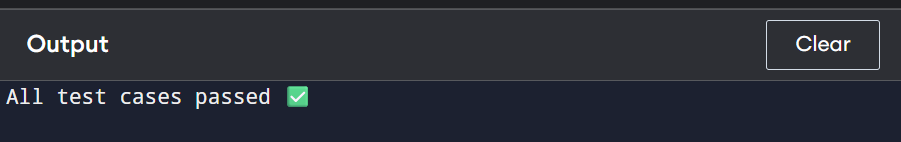 Output
Clear
All test cases passed ✅